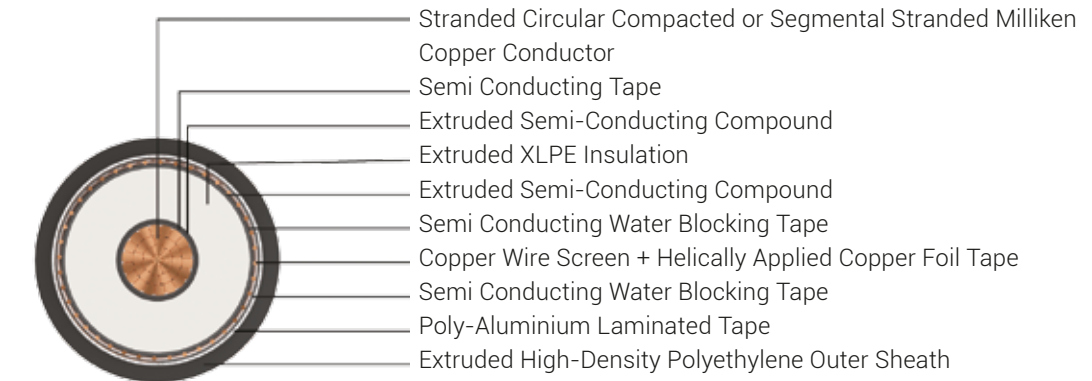 Stranded Circular Compacted or Segmental Stranded Milliken
Copper Conductor
Semi Conducting Tape
Extruded Semi-Conducting Compound
Extruded XLPE Insulation
Extruded Semi-Conducting Compound
Semi Conducting Water Blocking Tape
Copper Wire Screen + Helically Applied Copper Foil Tape
Semi Conducting Water Blocking Tape
Poly-Aluminium Laminated Tape
Extruded High-Density Polyethylene Outer Sheath